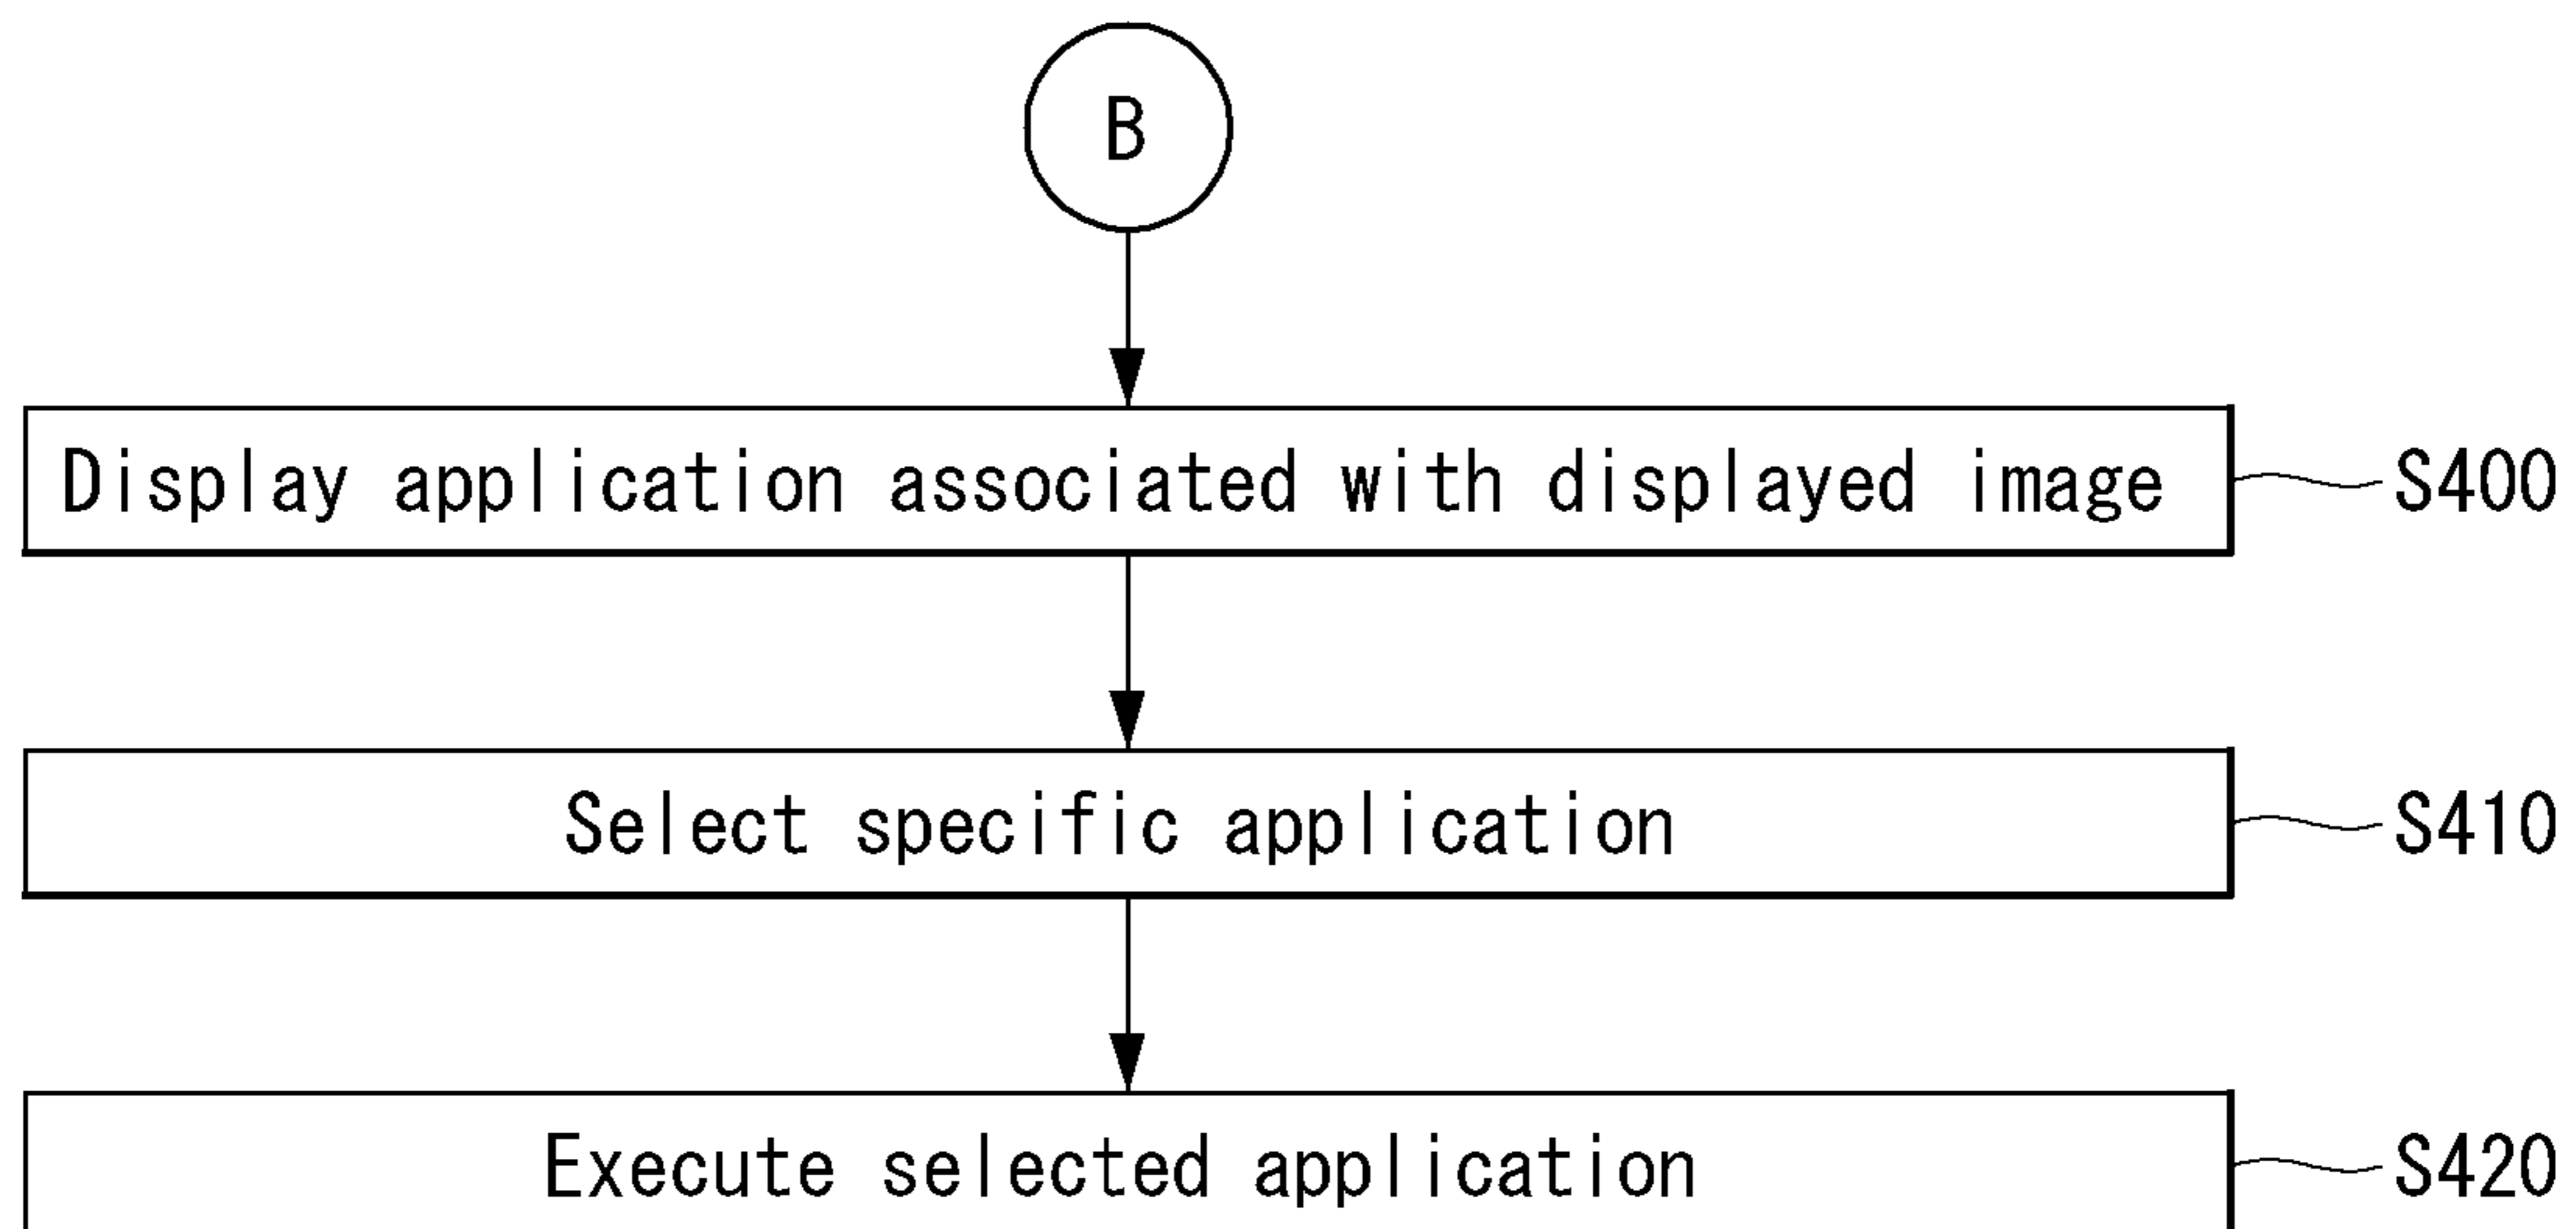 B
Display application associated with displayed image S400
Select specific application S410
Execute selected application S420